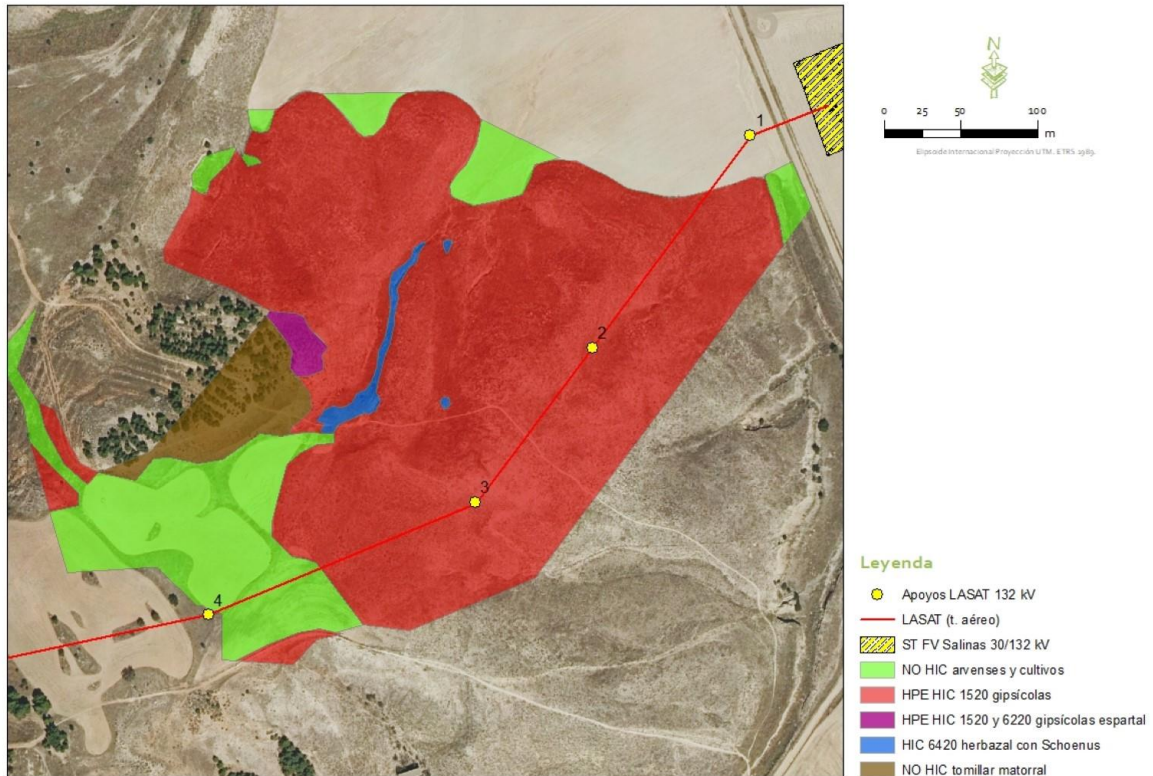 N
0 25 50 100
m
Elipsoide Internacional Proyección UTM. ETRS 1989.
1
2
3
4
Leyenda
Apoyos LASAT 132 kV
LASAT (t. aéreo)
ST FV Salinas 30/132 kV
NO HIC arvenses y cultivos
HPE HIC 1520 gipsícolas
HPE HIC 1520 y 6220 gipsícolas espartal
HIC 6420 herbazal con Schoenus
NO HIC tomillar matorral